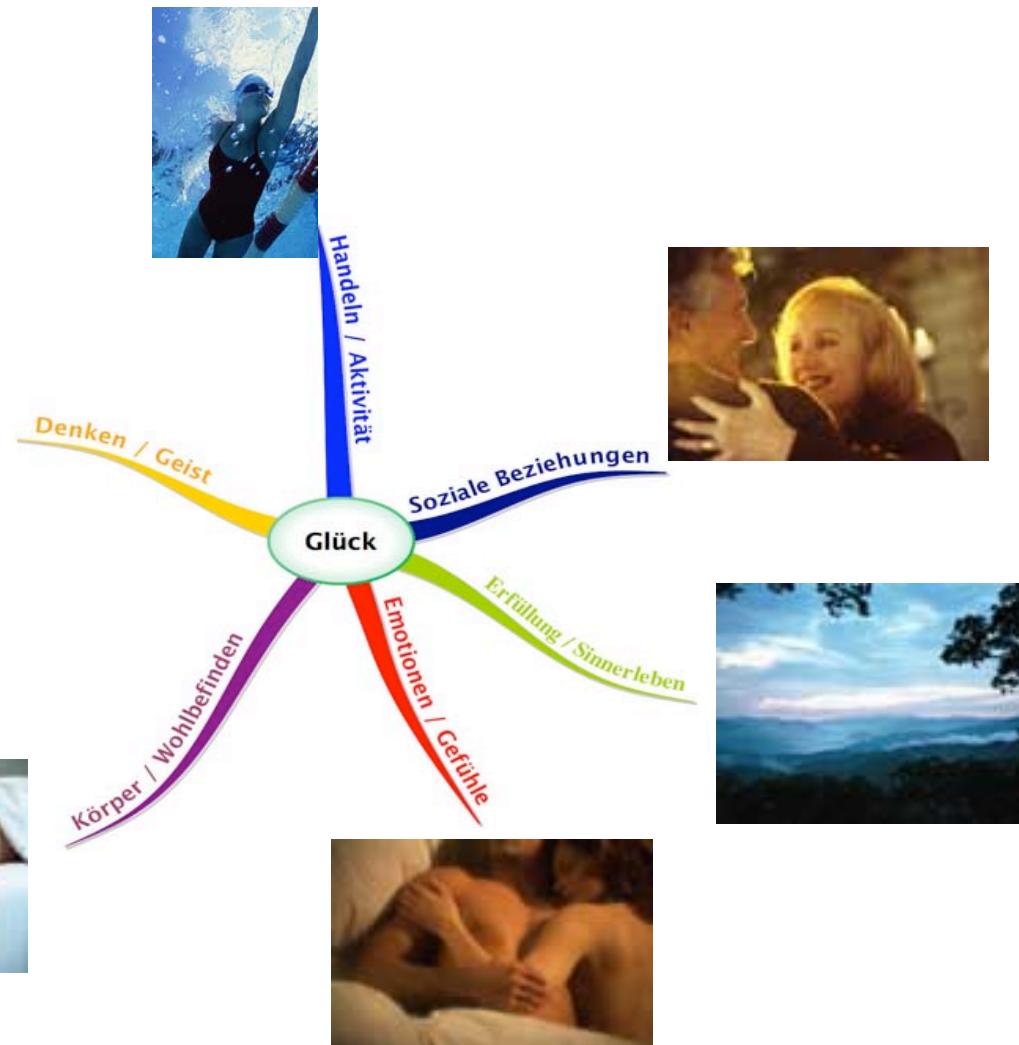 Handeln / Aktivität
Soziale Beziehungen
Denken / Geist
Glück
Erfüllung / Sinnerleben
Emotionen / Gefühle
Körper / Wohlbefinden